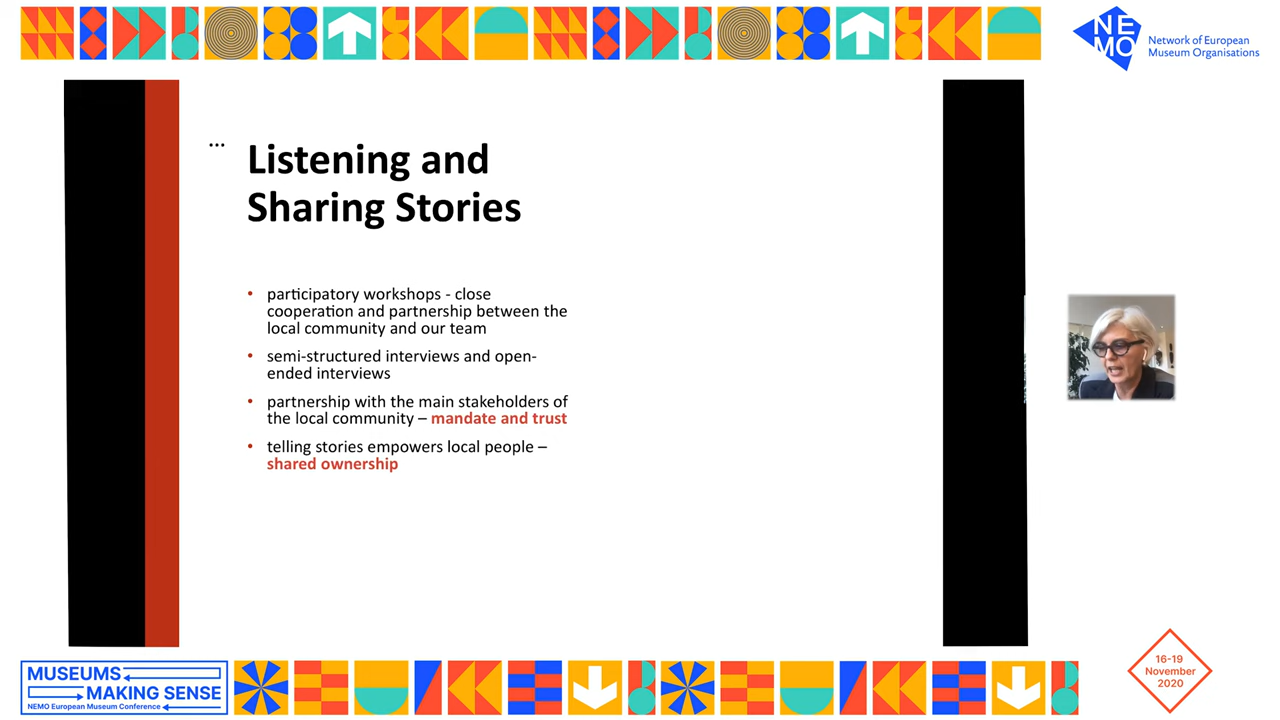 NE
MO
Network of European
Museum Organisations
...
Listening and
Sharing Stories
• participatory workshops - close
cooperation and partnership between the
local community and our team
• semi-structured interviews and open-
ended interviews
• partnership with the main stakeholders of
the local community – mandate and trust
• telling stories empowers local people –
shared ownership
MUSEUMS
MAKING SENSE
NEMO European Museum Conference
16-19
November
2020